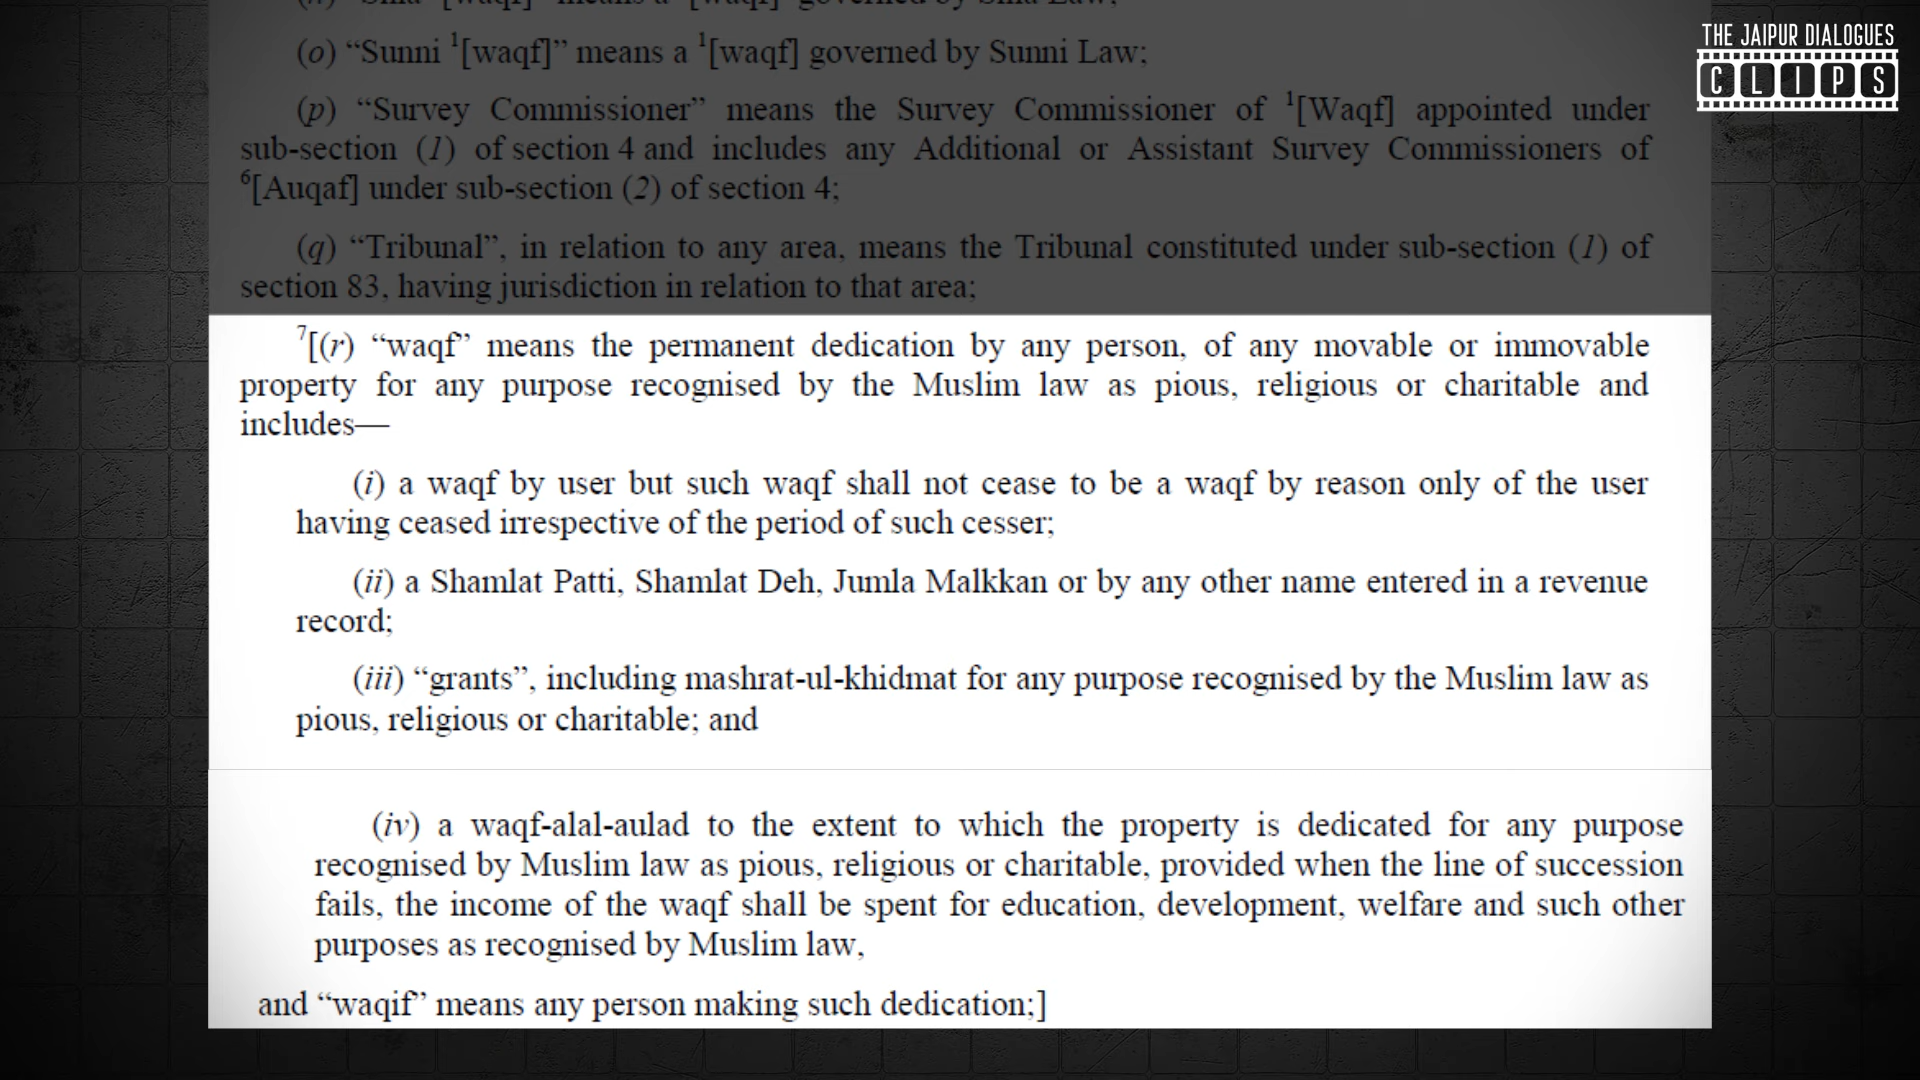 (n) “Shia ¹[waqf]” means a ¹[waqf] governed by Shia Law;
THE JAIPUR DIALOGUES
CLIPS
(o) “Sunni ¹[waqf]” means a ¹[waqf] governed by Sunni Law;
(p) “Survey Commissioner” means the Survey Commissioner of ¹[Waqf] appointed under
sub-section (1) of section 4 and includes any Additional or Assistant Survey Commissioners of
⁶[Auqaf] under sub-section (2) of section 4;
(q) “Tribunal”, in relation to any area, means the Tribunal constituted under sub-section (1) of
section 83, having jurisdiction in relation to that area;
⁷[(r) “waqf” means the permanent dedication by any person, of any movable or immovable
property for any purpose recognised by the Muslim law as pious, religious or charitable and
includes—
(i) a waqf by user but such waqf shall not cease to be a waqf by reason only of the user
having ceased irrespective of the period of such cesser;
(ii) a Shamlat Patti, Shamlat Deh, Jumla Malkkan or by any other name entered in a revenue
record;
(iii) “grants”, including mashrat-ul-khidmat for any purpose recognised by the Muslim law as
pious, religious or charitable; and
(iv) a waqf-alal-aulad to the extent to which the property is dedicated for any purpose
recognised by Muslim law as pious, religious or charitable, provided when the line of succession
fails, the income of the waqf shall be spent for education, development, welfare and such other
purposes as recognised by Muslim law,
and “waqif” means any person making such dedication;]